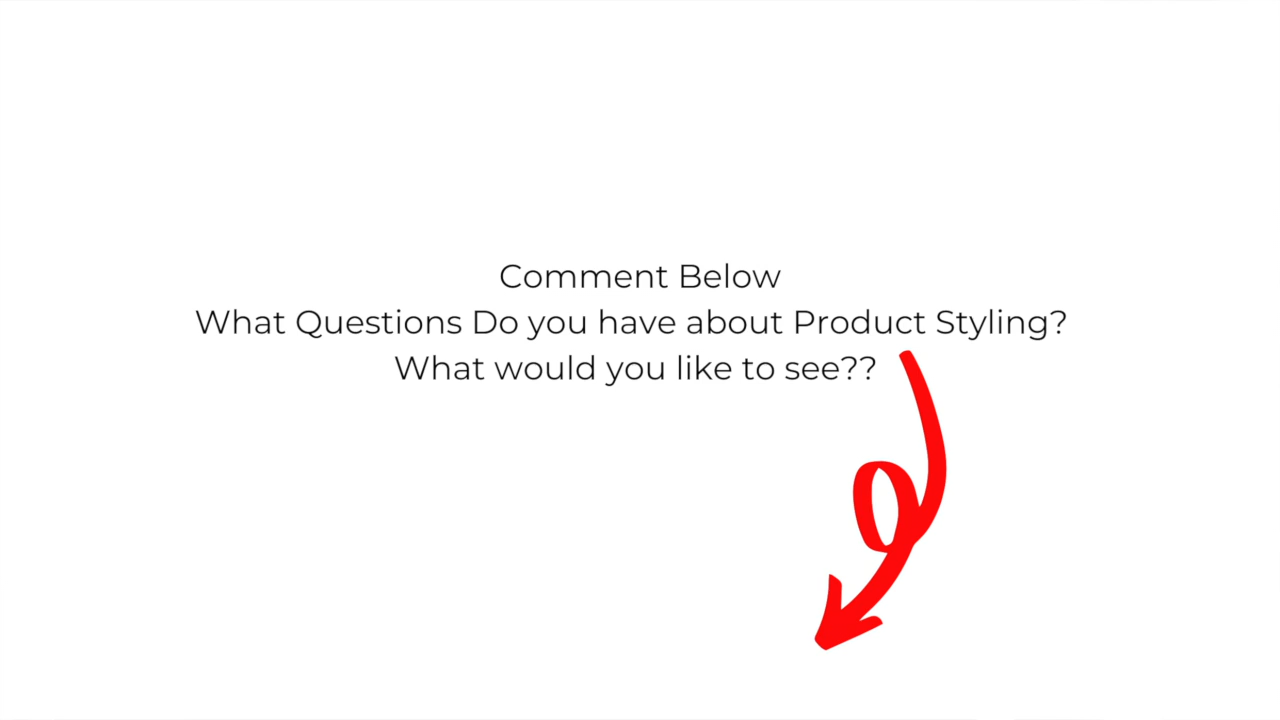 Comment Below
What Questions Do you have about Product Styling?
What would you like to see??